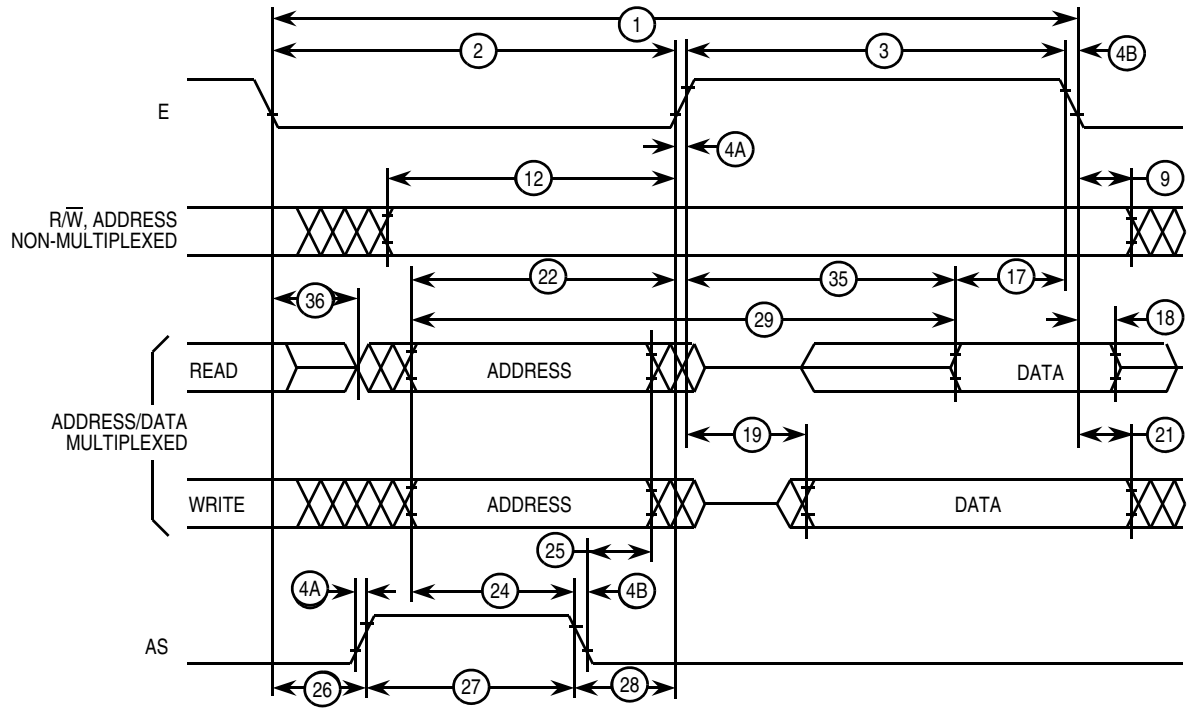 1
2
3
4B
E
4A
12
9
R/W̅, ADDRESS
NON-MULTIPLEXED
22
35
17
36
29
18
READ
ADDRESS
DATA
ADDRESS/DATA
MULTIPLEXED
19
21
WRITE
ADDRESS
DATA
25
4A
24
4B
AS
26
27
28